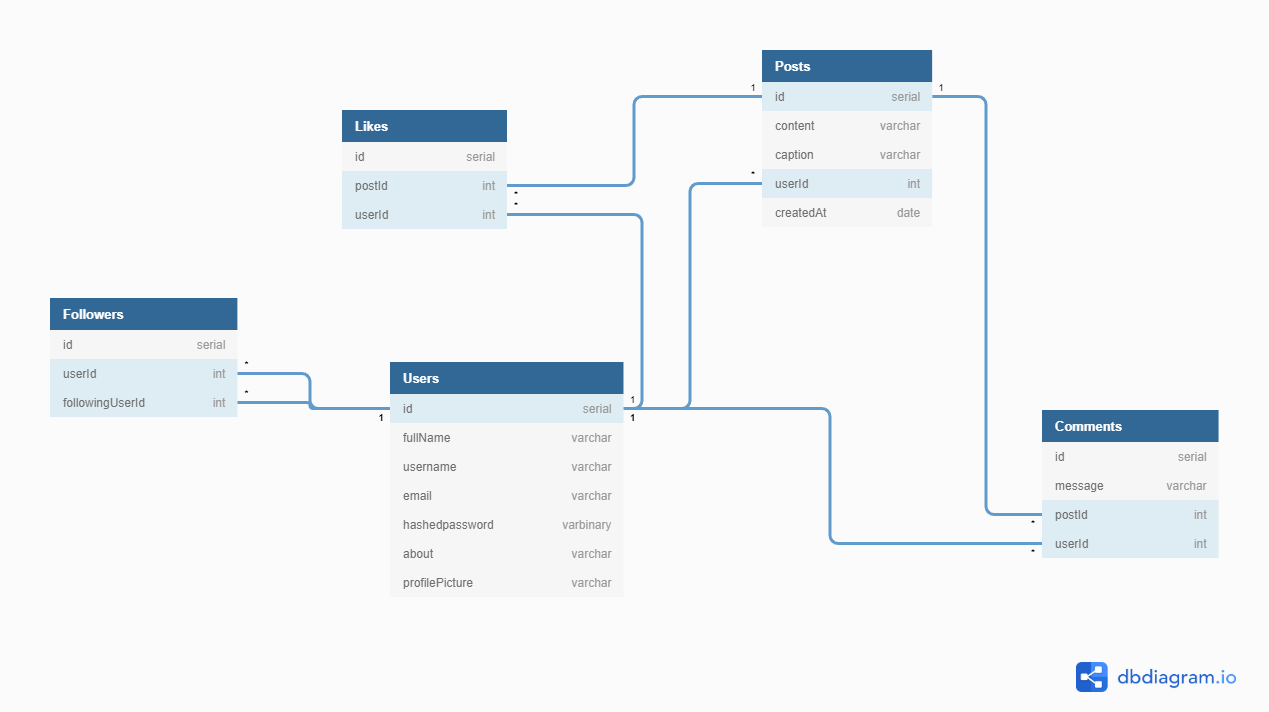 Posts
1
1
id serial
content varchar
caption varchar
*
userId int
createdAt date
Likes
id serial
postId int
*
*
userId int
Followers
id serial
*
userId int
*
followingUserId int
1
Users
1
id serial
1
fullName varchar
username varchar
email varchar
hashedpassword varbinary
about varchar
profilePicture varchar
Comments
id serial
message varchar
postId int
*
userId int
*
dbdiagram.io